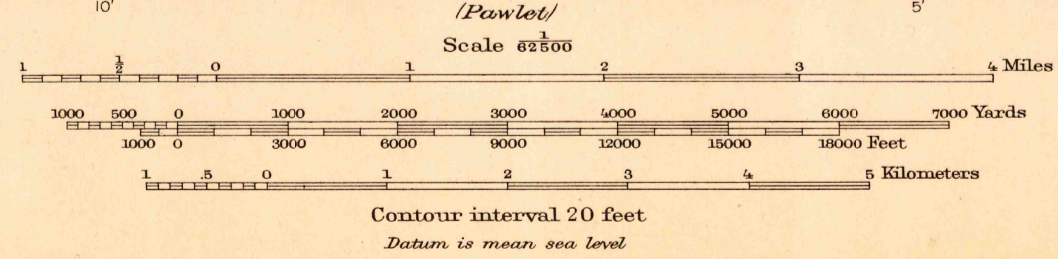 10' /Pawlet/ 5'
Scale 1/62500
1 1/2 0 1 2 3 4 Miles
1000 500 0 1000 2000 3000 4000 5000 6000 7000 Yards
1000 0 3000 6000 9000 12000 15000 18000 Feet
1 .5 0 1 2 3 4 5 Kilometers
Contour interval 20 feet
Datum is mean sea level